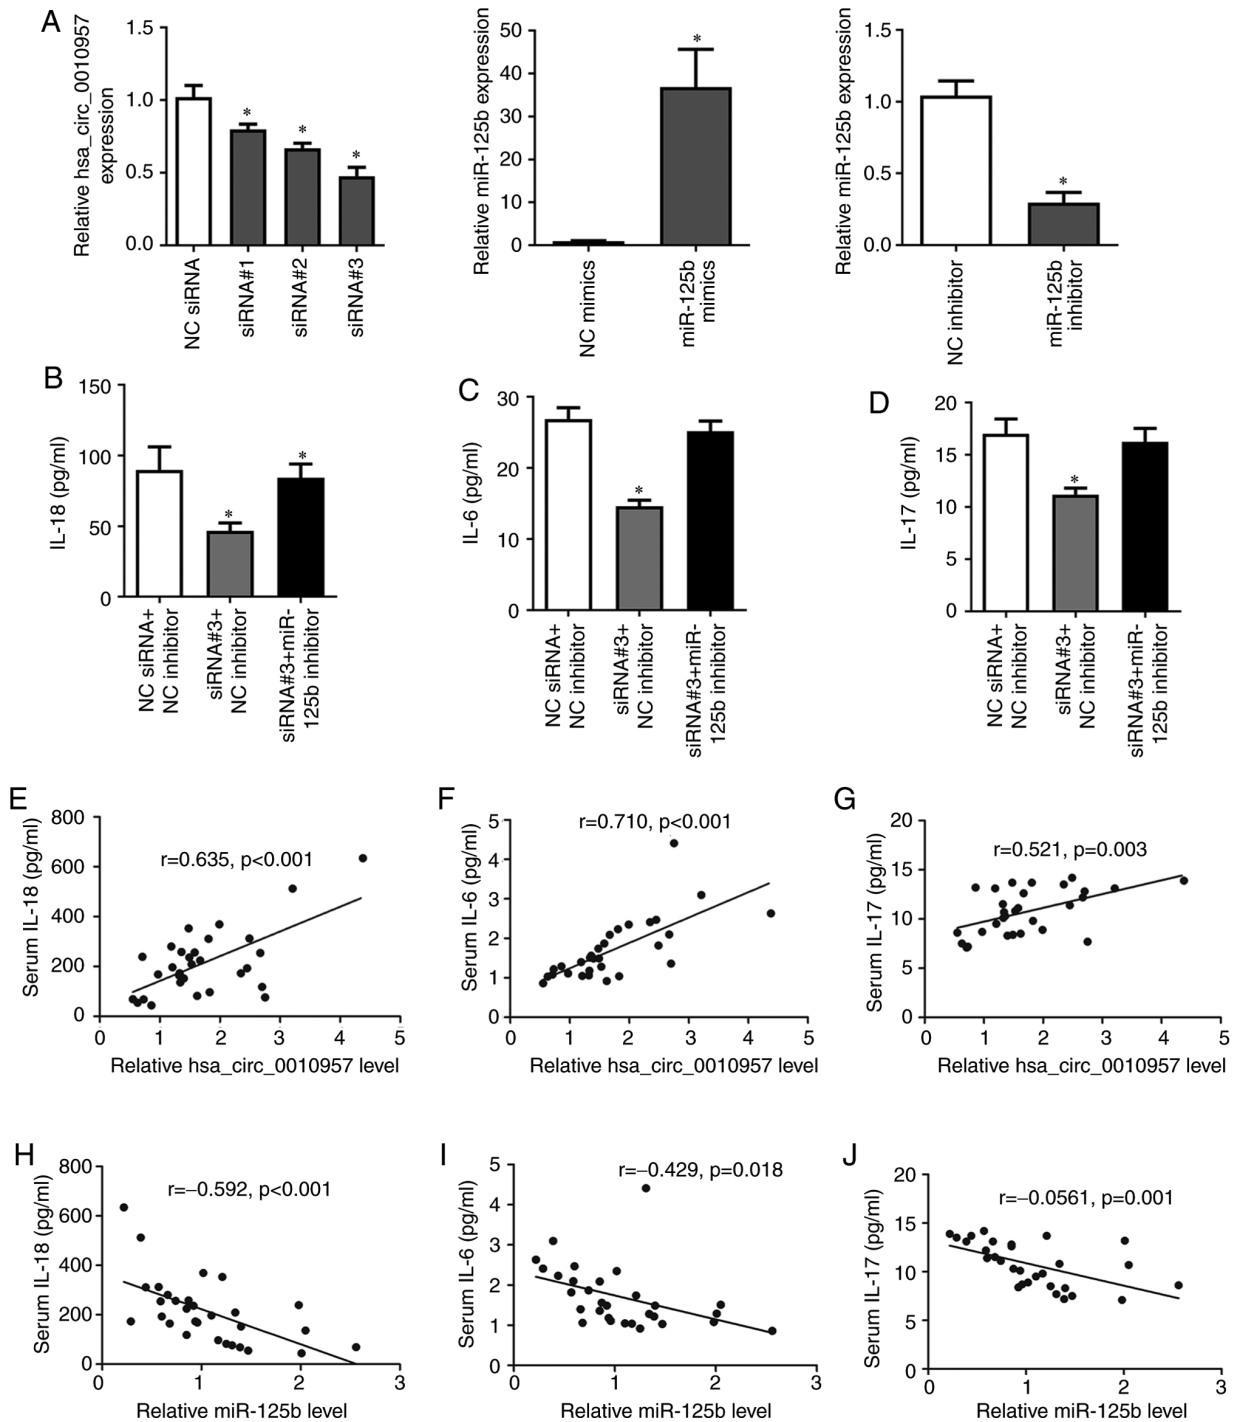 A
Relative hsa_circ_0010957
expression
1.5
1.0
0.5
0.0
*
*
*
NC siRNA
siRNA#1
siRNA#2
siRNA#3
Relative miR-125b expression
50
40
30
20
10
0
*
NC mimics
miR-125b
mimics
Relative miR-125b expression
1.5
1.0
0.5
0.0
*
NC inhibitor
miR-125b
inhibitor
B
IL-18 (pg/ml)
150
100
50
0
*
*
NC siRNA+
NC inhibitor
siRNA#3+
NC inhibitor
siRNA#3+miR-
125b inhibitor
C
IL-6 (pg/ml)
30
20
10
0
*
NC siRNA+
NC inhibitor
siRNA#3+
NC inhibitor
siRNA#3+miR-
125b inhibitor
D
IL-17 (pg/ml)
20
15
10
5
0
*
NC siRNA+
NC inhibitor
siRNA#3+
NC inhibitor
siRNA#3+miR-
125b inhibitor
E
Serum IL-18 (pg/ml)
800
600
400
200
0
r=0.635, p<0.001
0 1 2 3 4 5
Relative hsa_circ_0010957 level
F
Serum IL-6 (pg/ml)
5
4
3
2
1
0
r=0.710, p<0.001
0 1 2 3 4 5
Relative hsa_circ_0010957 level
G
Serum IL-17 (pg/ml)
20
15
10
5
0
r=0.521, p=0.003
0 1 2 3 4 5
Relative hsa_circ_0010957 level
H
Serum IL-18 (pg/ml)
800
600
400
200
0
r=−0.592, p<0.001
0 1 2 3
Relative miR-125b level
I
Serum IL-6 (pg/ml)
5
4
3
2
1
0
r=−0.429, p=0.018
0 1 2 3
Relative miR-125b level
J
Serum IL-17 (pg/ml)
20
15
10
5
0
r=−0.0561, p=0.001
0 1 2 3
Relative miR-125b level